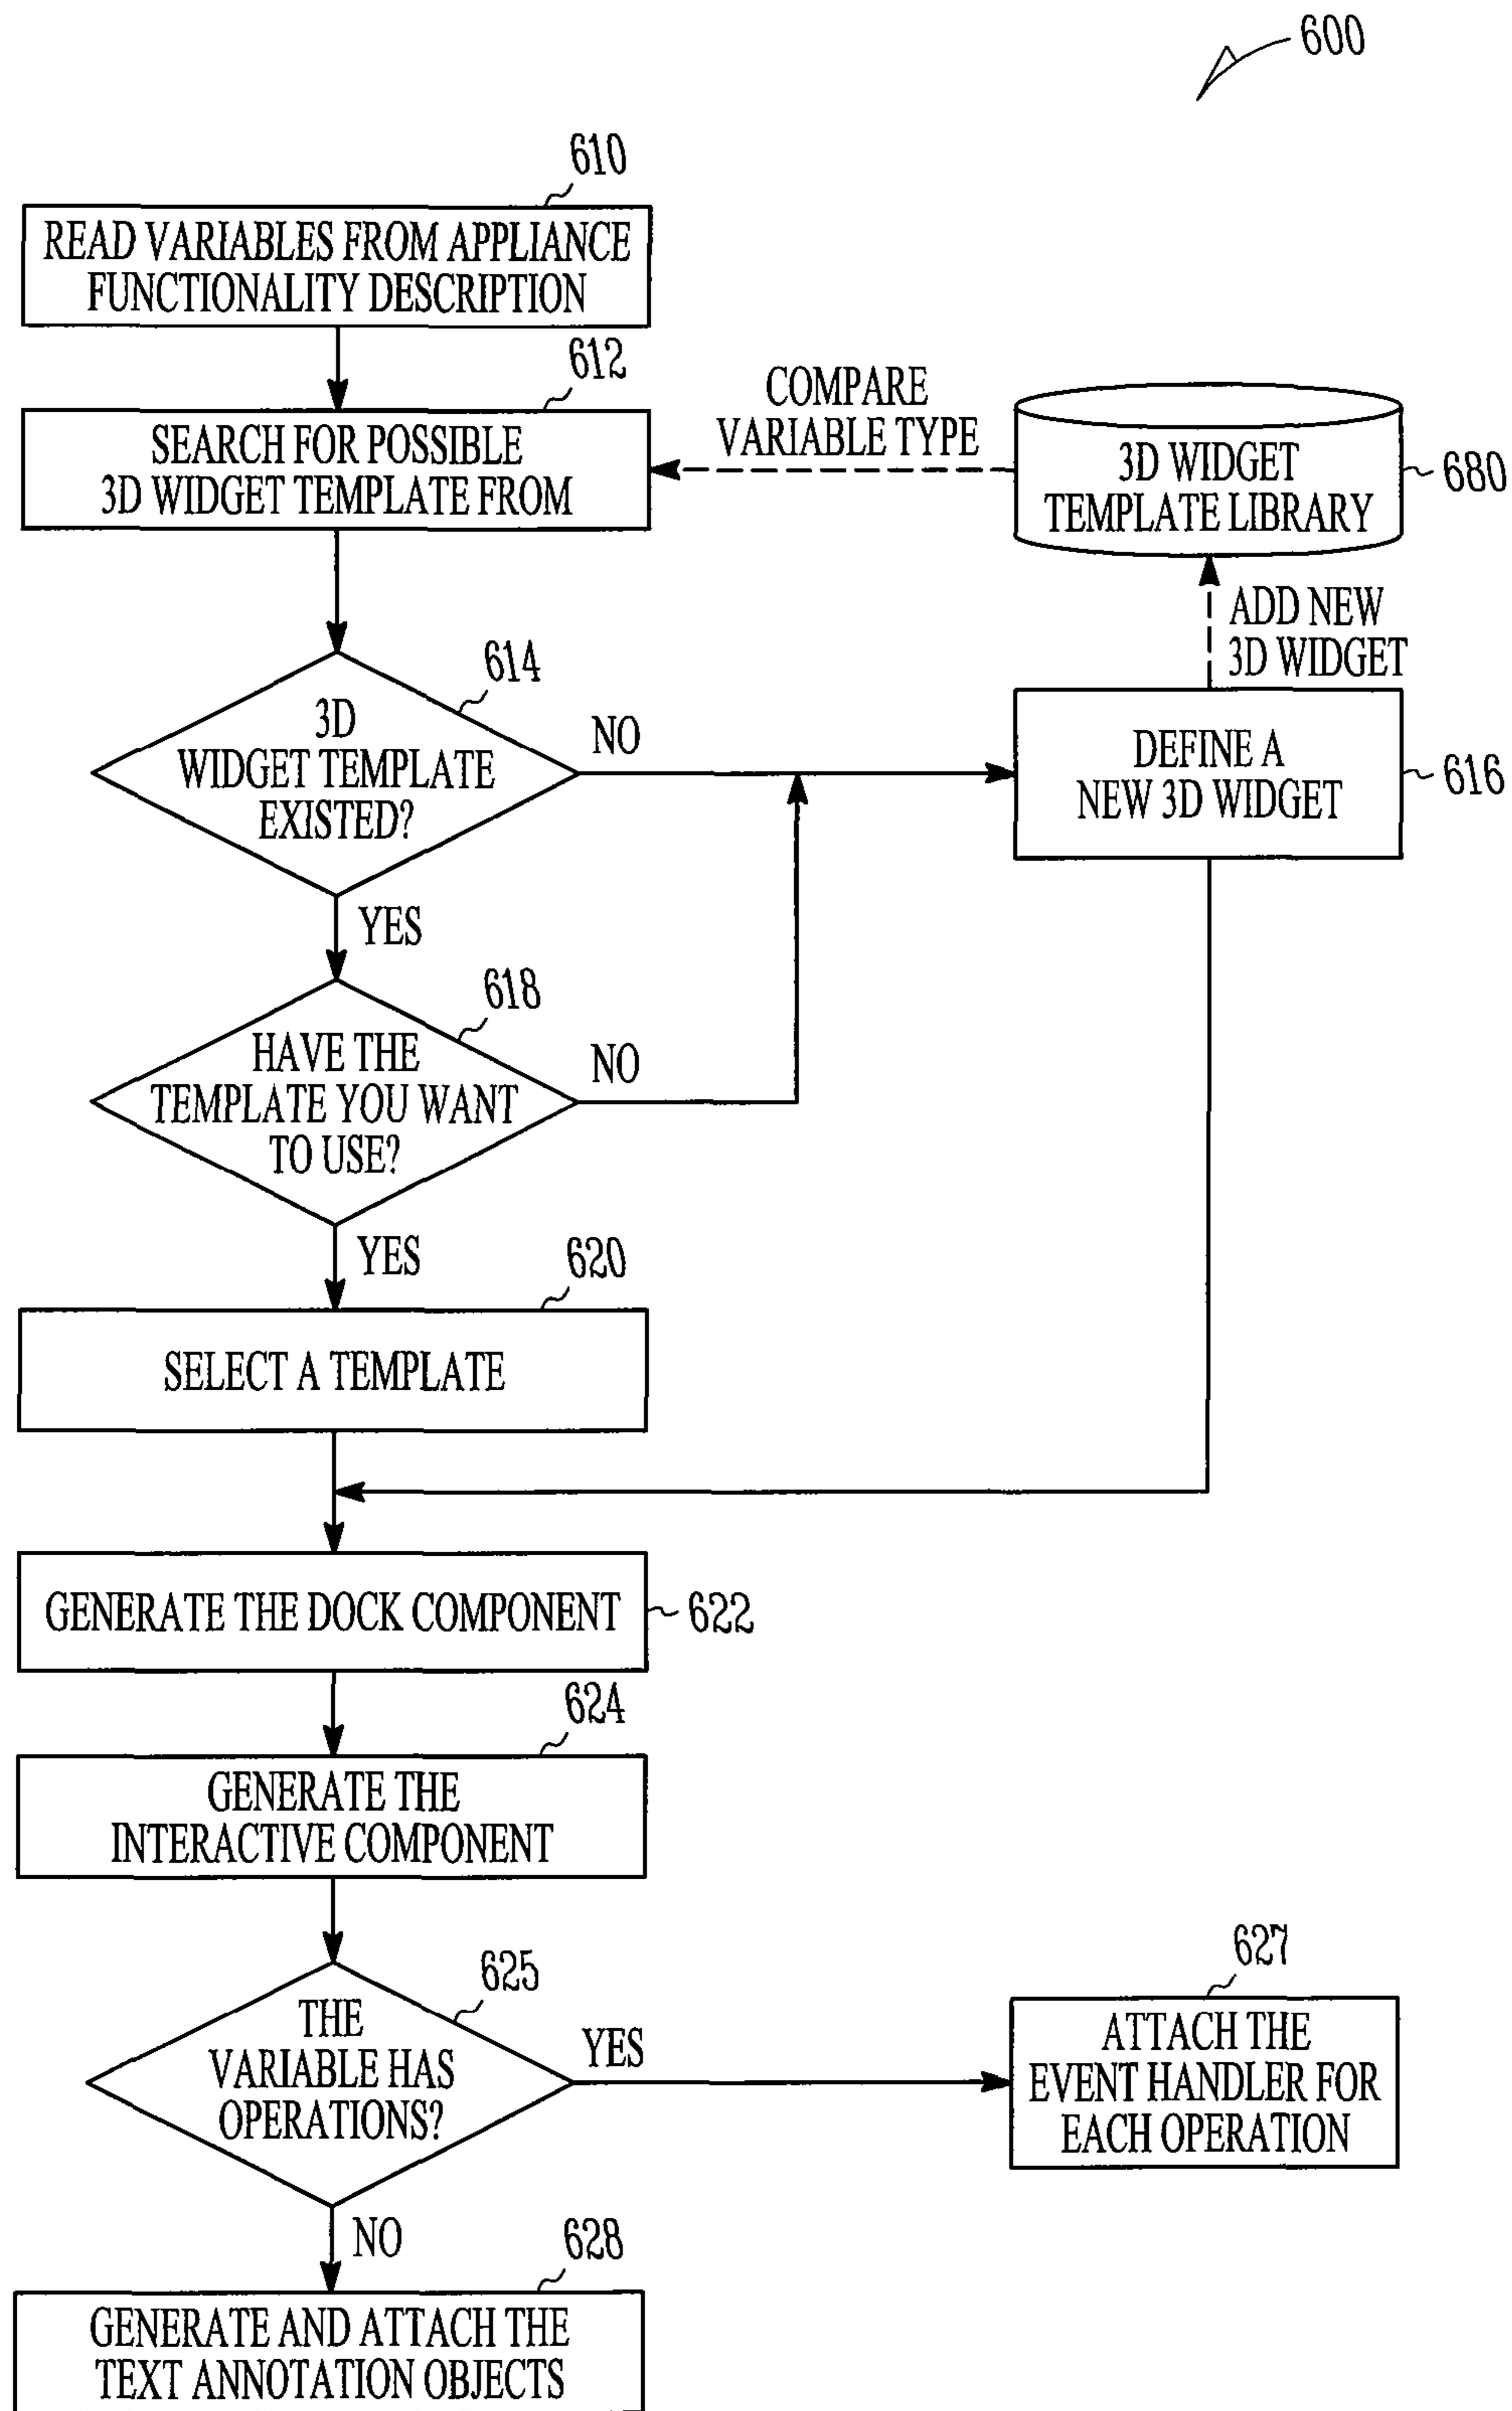 600
610
READ VARIABLES FROM APPLIANCE
FUNCTIONALITY DESCRIPTION
612
SEARCH FOR POSSIBLE
3D WIDGET TEMPLATE FROM
COMPARE
VARIABLE TYPE
3D WIDGET
TEMPLATE LIBRARY
680
ADD NEW
3D WIDGET
614
3D
WIDGET TEMPLATE
EXISTED?
NO
DEFINE A
NEW 3D WIDGET
616
YES
618
HAVE THE
TEMPLATE YOU WANT
TO USE?
NO
YES
620
SELECT A TEMPLATE
GENERATE THE DOCK COMPONENT
622
624
GENERATE THE
INTERACTIVE COMPONENT
625
THE
VARIABLE HAS
OPERATIONS?
YES
627
ATTACH THE
EVENT HANDLER FOR
EACH OPERATION
NO
628
GENERATE AND ATTACH THE
TEXT ANNOTATION OBJECTS